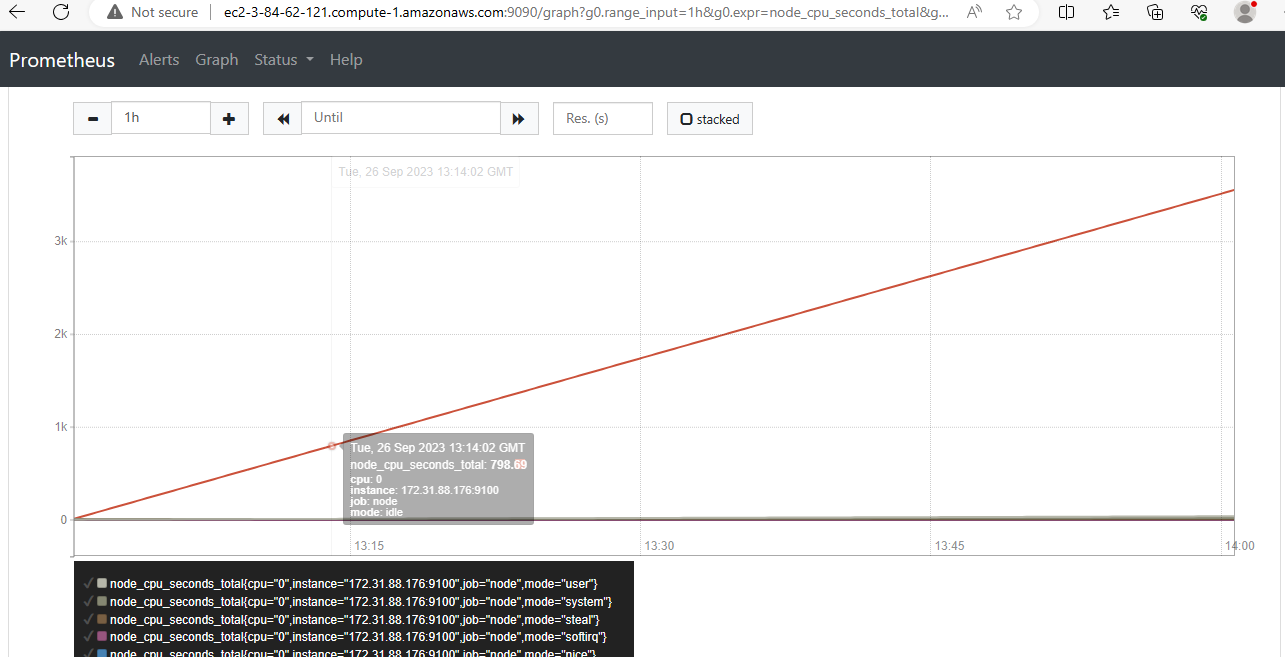 Not secure | ec2-3-84-62-121.compute-1.amazonaws.com:9090/graph?g0.range_input=1h&g0.expr=node_cpu_seconds_total&g...
Prometheus Alerts Graph Status Help
1h Until Res. (s) stacked
Tue, 26 Sep 2023 13:14:02 GMT
3k
2k
1k
Tue, 26 Sep 2023 13:14:02 GMT
node_cpu_seconds_total: 798.69
cpu: 0
instance: 172.31.88.176:9100
job: node
mode: idle
0
13:15 13:30 13:45 14:00
node_cpu_seconds_total{cpu="0",instance="172.31.88.176:9100",job="node",mode="user"}
node_cpu_seconds_total{cpu="0",instance="172.31.88.176:9100",job="node",mode="system"}
node_cpu_seconds_total{cpu="0",instance="172.31.88.176:9100",job="node",mode="steal"}
node_cpu_seconds_total{cpu="0",instance="172.31.88.176:9100",job="node",mode="softirq"}
node_cpu_seconds_total{cpu="0",instance="172.31.88.176:9100",job="node",mode="nice"}